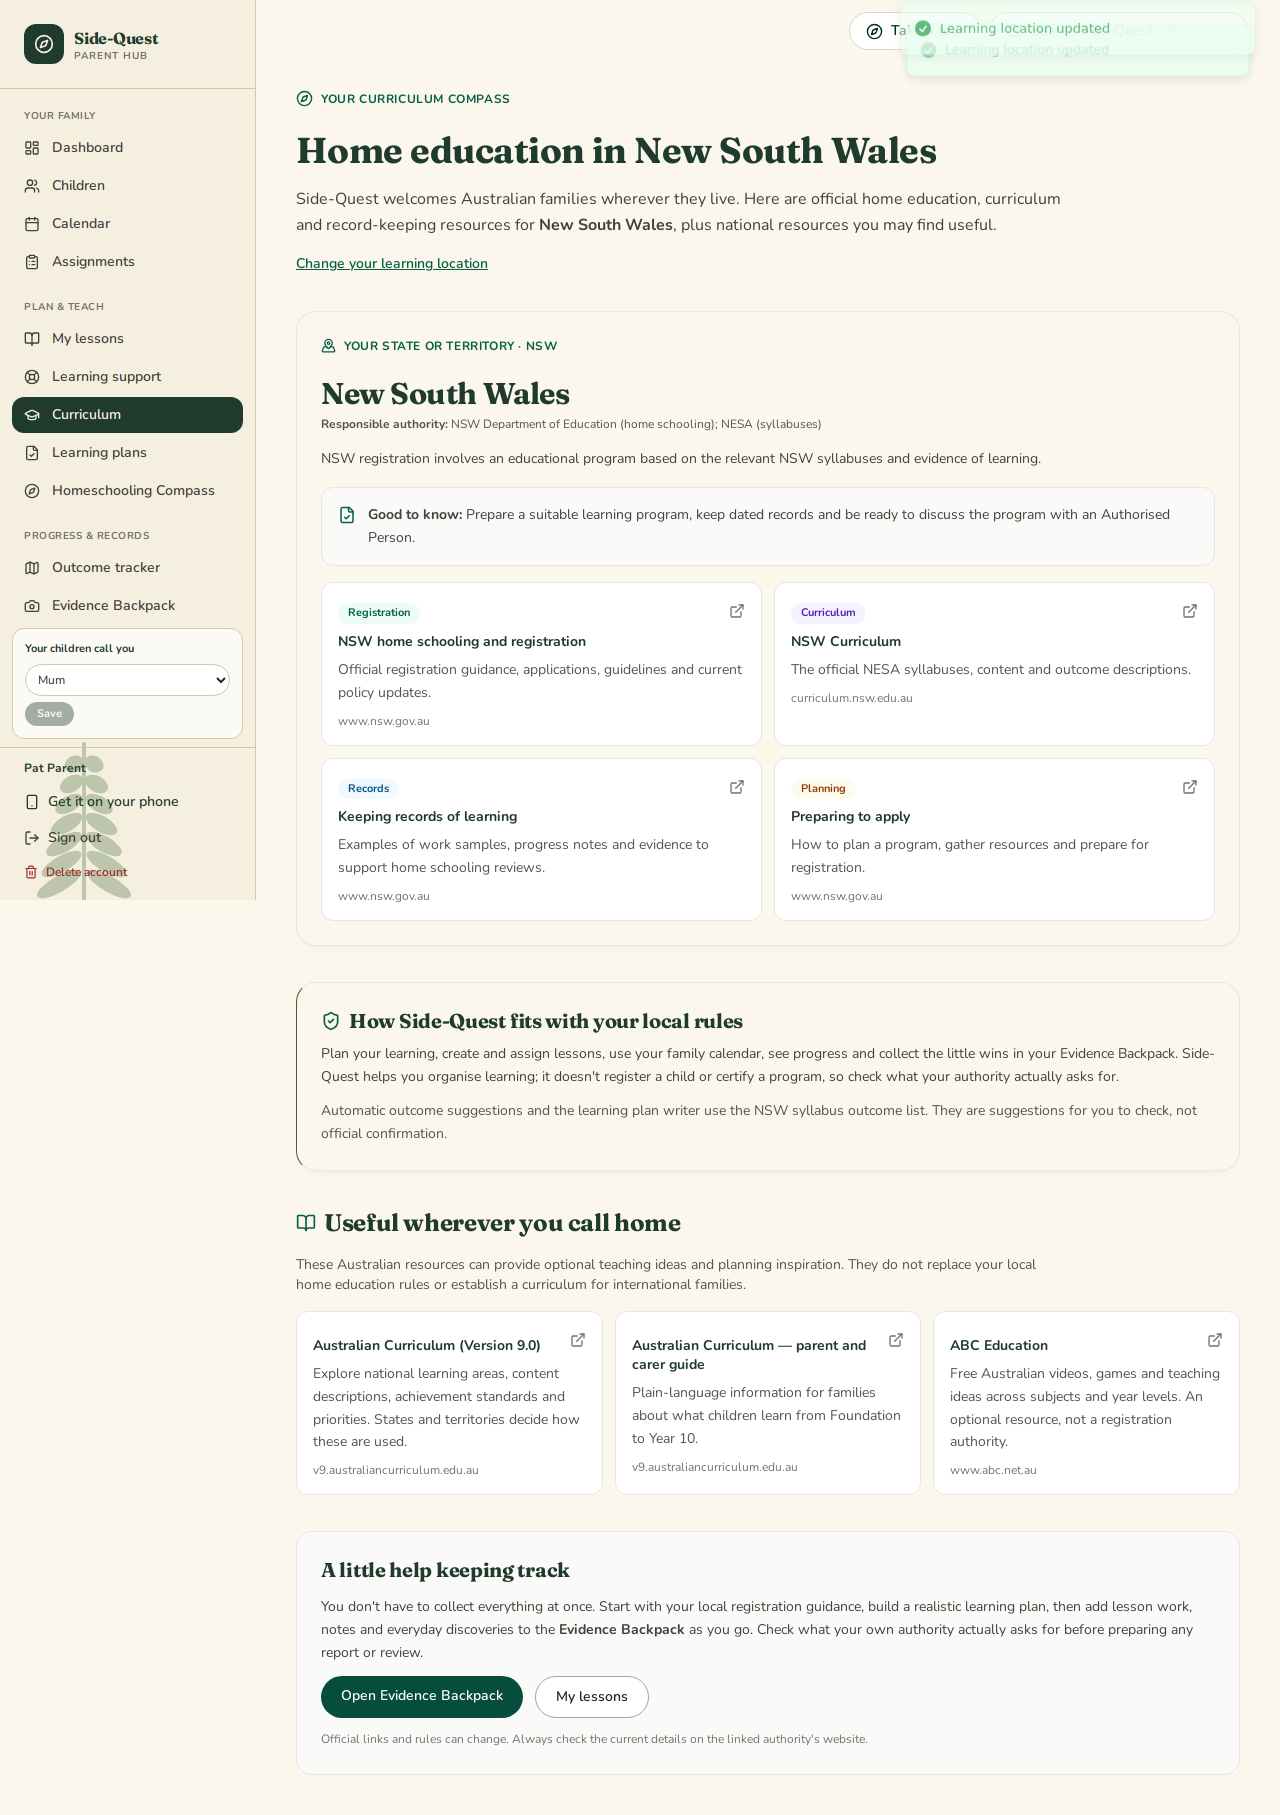 Side-Quest
PARENT HUB
YOUR FAMILY
Dashboard
Children
Calendar
Assignments
PLAN & TEACH
My lessons
Learning support
Curriculum
Learning plans
Homeschooling Compass
PROGRESS & RECORDS
Outcome tracker
Evidence Backpack
Your children call you
Mum
Save
Pat Parent
Get it on your phone
Sign out
Delete account
Learning location updated
Learning location updated
YOUR CURRICULUM COMPASS
Home education in New South Wales
Side-Quest welcomes Australian families wherever they live. Here are official home education, curriculum
and record-keeping resources for New South Wales, plus national resources you may find useful.
Change your learning location
YOUR STATE OR TERRITORY · NSW
New South Wales
Responsible authority: NSW Department of Education (home schooling); NESA (syllabuses)
NSW registration involves an educational program based on the relevant NSW syllabuses and evidence of learning.
Good to know: Prepare a suitable learning program, keep dated records and be ready to discuss the program with an Authorised
Person.
Registration
NSW home schooling and registration
Official registration guidance, applications, guidelines and current
policy updates.
www.nsw.gov.au
Curriculum
NSW Curriculum
The official NESA syllabuses, content and outcome descriptions.
curriculum.nsw.edu.au
Records
Keeping records of learning
Examples of work samples, progress notes and evidence to
support home schooling reviews.
www.nsw.gov.au
Planning
Preparing to apply
How to plan a program, gather resources and prepare for
registration.
www.nsw.gov.au
How Side-Quest fits with your local rules
Plan your learning, create and assign lessons, use your family calendar, see progress and collect the little wins in your Evidence Backpack. Side-
Quest helps you organise learning; it doesn't register a child or certify a program, so check what your authority actually asks for.
Automatic outcome suggestions and the learning plan writer use the NSW syllabus outcome list. They are suggestions for you to check, not
official confirmation.
Useful wherever you call home
These Australian resources can provide optional teaching ideas and planning inspiration. They do not replace your local
home education rules or establish a curriculum for international families.
Australian Curriculum (Version 9.0)
Explore national learning areas, content
descriptions, achievement standards and
priorities. States and territories decide how
these are used.
v9.australiancurriculum.edu.au
Australian Curriculum — parent and
carer guide
Plain-language information for families
about what children learn from Foundation
to Year 10.
v9.australiancurriculum.edu.au
ABC Education
Free Australian videos, games and teaching
ideas across subjects and year levels. An
optional resource, not a registration
authority.
www.abc.net.au
A little help keeping track
You don't have to collect everything at once. Start with your local registration guidance, build a realistic learning plan, then add lesson work,
notes and everyday discoveries to the Evidence Backpack as you go. Check what your own authority actually asks for before preparing any
report or review.
Open Evidence Backpack
My lessons
Official links and rules can change. Always check the current details on the linked authority's website.